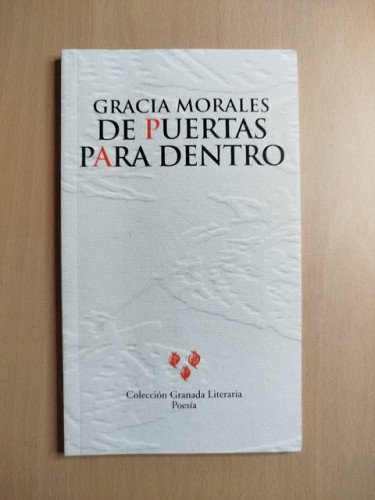 GRACIA MORALES
DE PUERTAS
PARA DENTRO
Colección Granada Literaria
Poesía